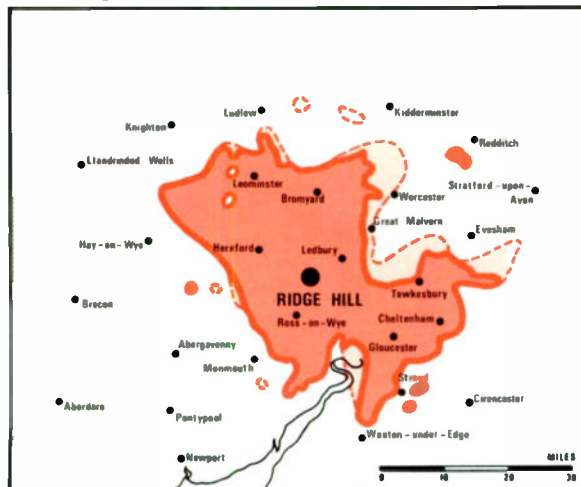 Ludlow
Kidderminster
Knighton
Redditch
Llandrindod Wells
Stratford - upon -
Avon
Leominster
Bromyard
Worcester
Great Malvern
Evesham
Hay - on - Wye
Hereford
Ledbury
RIDGE HILL
Tewkesbury
Brecon
Ross - on - Wye
Cheltenham
Gloucester
Abergavenny
Monmouth
Stroud
Aberdare
Pontypool
Cirencester
Wooton - under - Edge
Newport
MILES
0 10 20 30